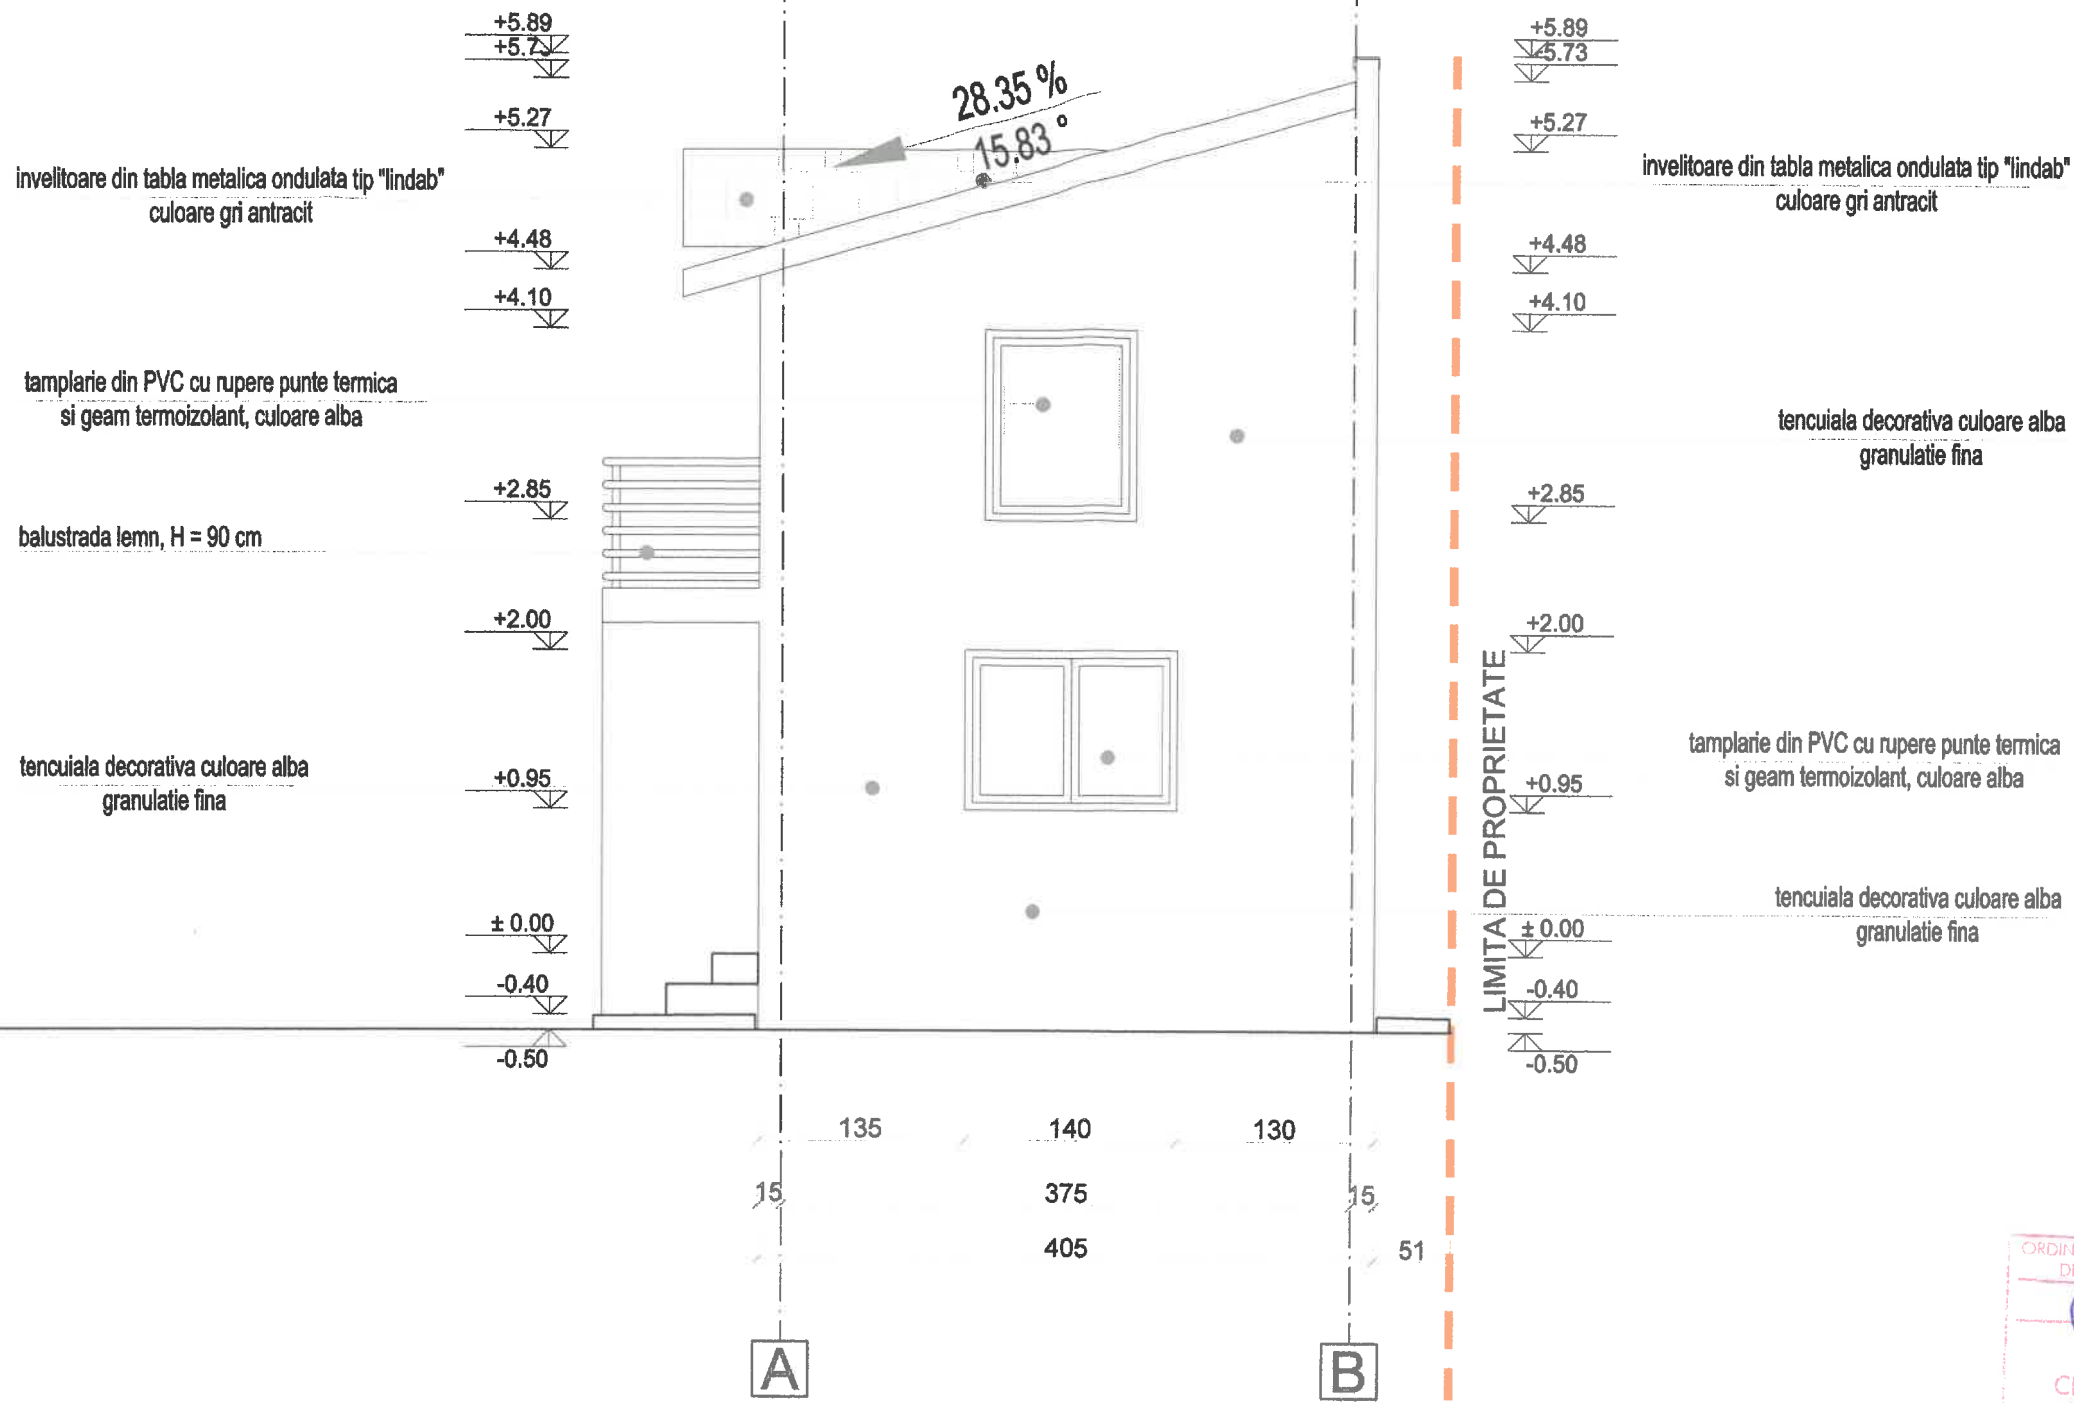 +5.89
+5.73
+5.27
invelitoare din tabla metalica ondulata tip "lindab"
culoare gri antracit
+4.48
+4.10
tamplarie din PVC cu rupere punte termica
si geam termoizolant, culoare alba
+2.85
balustrada lemn, H = 90 cm
+2.00
tencuiala decorativa culoare alba
granulatie fina
+0.95
± 0.00
-0.40
-0.50
28.35 %
15.83 °
+5.89
+5.73
+5.27
invelitoare din tabla metalica ondulata tip "lindab"
culoare gri antracit
+4.48
+4.10
tencuiala decorativa culoare alba
granulatie fina
+2.85
+2.00
LIMITA DE PROPRIETATE
tamplarie din PVC cu rupere punte termica
si geam termoizolant, culoare alba
+0.95
tencuiala decorativa culoare alba
granulatie fina
± 0.00
-0.40
-0.50
135 140 130
15 375 15
405 51
A B